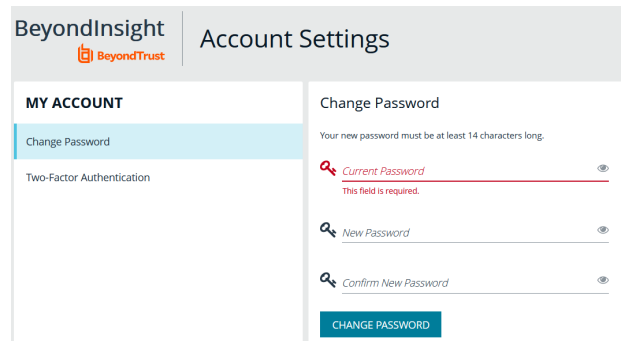 BeyondInsight
BeyondTrust
Account Settings
MY ACCOUNT
Change Password
Two-Factor Authentication
Change Password
Your new password must be at least 14 characters long.
Current Password
This field is required.
New Password
Confirm New Password
CHANGE PASSWORD